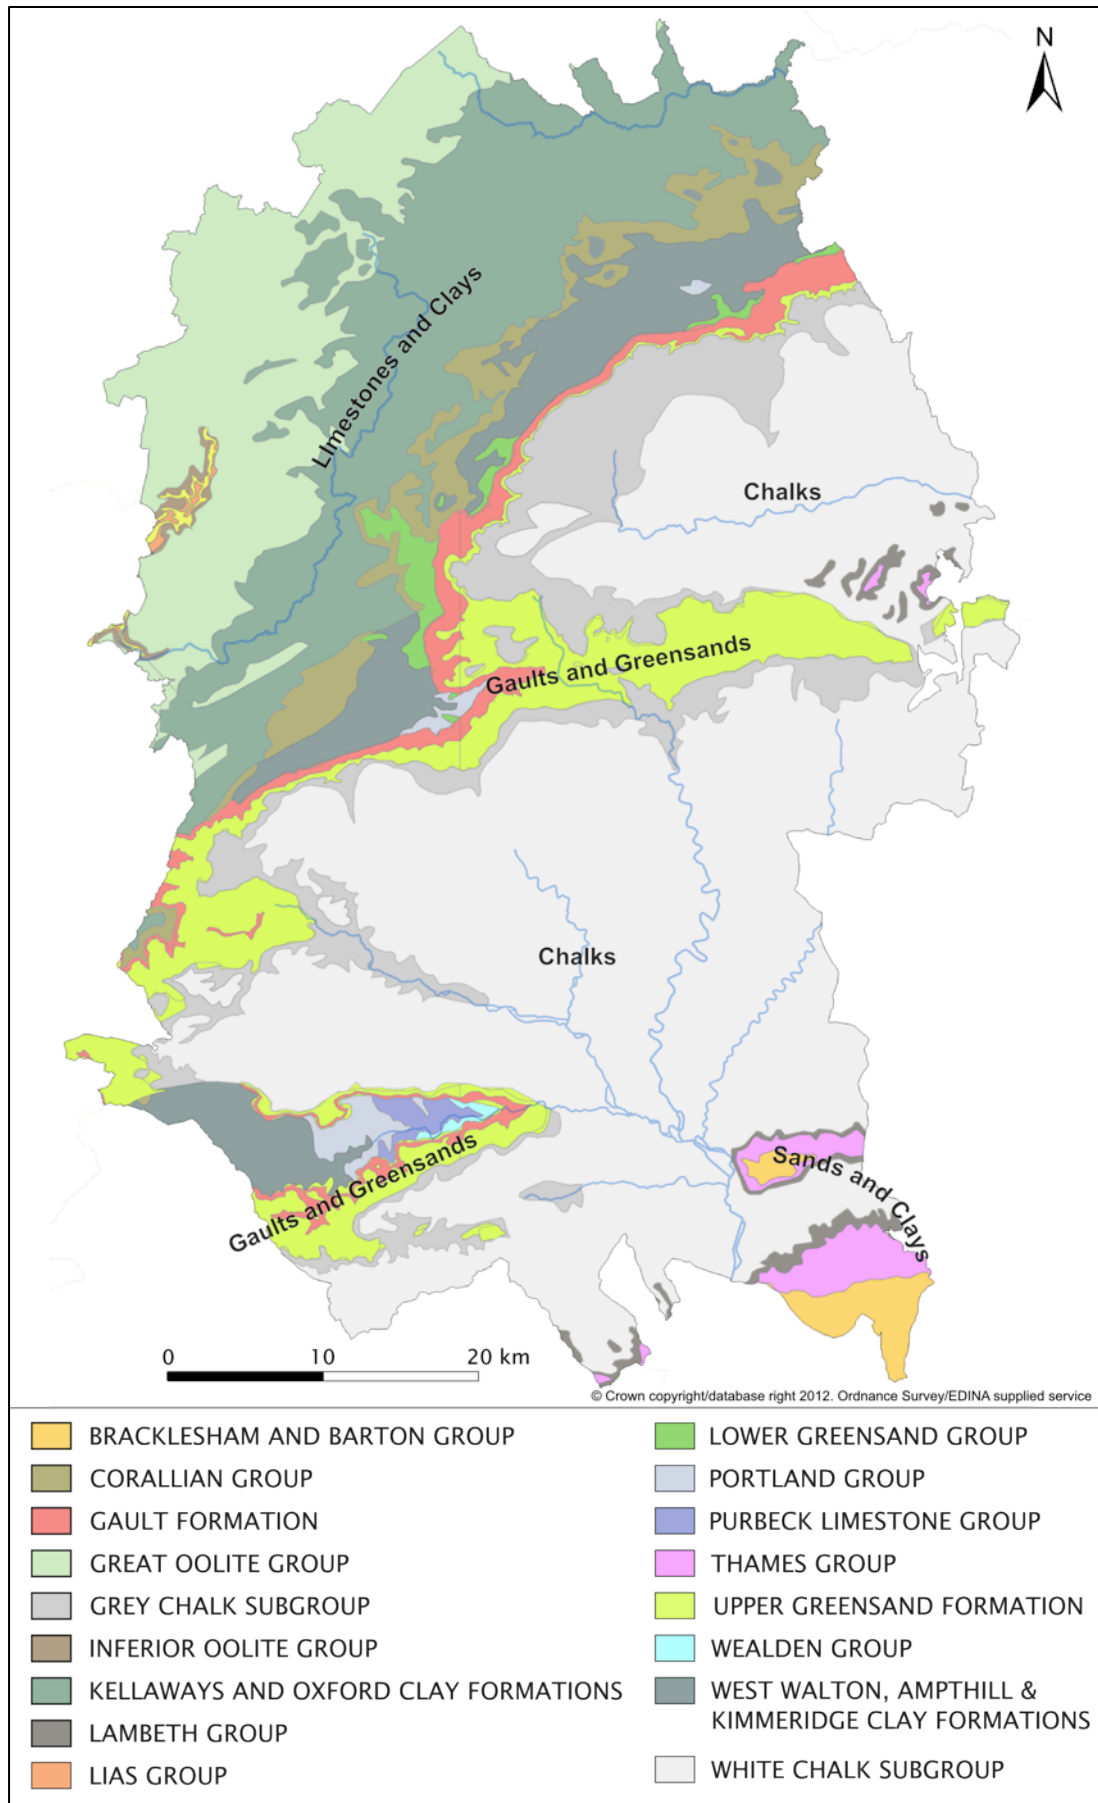 N
LImestones and Clays
Chalks
Gaults and Greensands
Chalks
Sands and Clays
Gaults and Greensands
0 10 20 km
© Crown copyright/database right 2012. Ordnance Survey/EDINA supplied service
BRACKLESHAM AND BARTON GROUP
CORALLIAN GROUP
GAULT FORMATION
GREAT OOLITE GROUP
GREY CHALK SUBGROUP
INFERIOR OOLITE GROUP
KELLAWAYS AND OXFORD CLAY FORMATIONS
LAMBETH GROUP
LIAS GROUP
LOWER GREENSAND GROUP
PORTLAND GROUP
PURBECK LIMESTONE GROUP
THAMES GROUP
UPPER GREENSAND FORMATION
WEALDEN GROUP
WEST WALTON, AMPTHILL &
KIMMERIDGE CLAY FORMATIONS
WHITE CHALK SUBGROUP